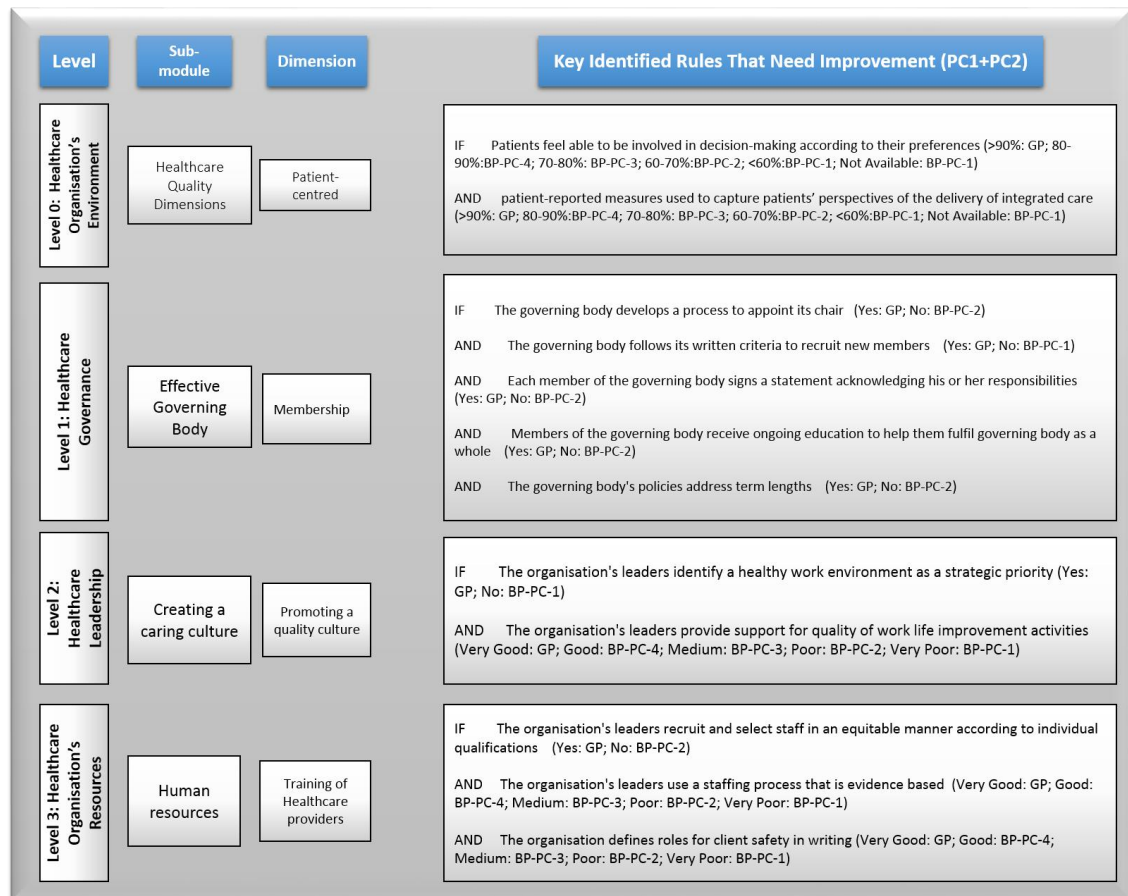 Level
Sub-
module
Dimension
Key Identified Rules That Need Improvement (PC1+PC2)
Level 0: Healthcare
Organisation's
Environment
Healthcare
Quality
Dimensions
Patient-
centred
IF Patients feel able to be involved in decision-making according to their preferences (>90%: GP; 80-
90%:BP-PC-4; 70-80%: BP-PC-3; 60-70%:BP-PC-2; <60%:BP-PC-1; Not Available: BP-PC-1)
AND patient-reported measures used to capture patients' perspectives of the delivery of integrated care
(>90%: GP; 80-90%:BP-PC-4; 70-80%: BP-PC-3; 60-70%:BP-PC-2; <60%:BP-PC-1; Not Available: BP-PC-1)
Level 1: Healthcare
Governance
Effective
Governing
Body
Membership
IF The governing body develops a process to appoint its chair (Yes: GP; No: BP-PC-2)
AND The governing body follows its written criteria to recruit new members (Yes: GP; No: BP-PC-1)
AND Each member of the governing body signs a statement acknowledging his or her responsibilities
(Yes: GP; No: BP-PC-2)
AND Members of the governing body receive ongoing education to help them fulfil governing body as a
whole (Yes: GP; No: BP-PC-2)
AND The governing body's policies address term lengths (Yes: GP; No: BP-PC-2)
Level 2:
Healthcare
Leadership
Creating a
caring culture
Promoting a
quality culture
IF The organisation's leaders identify a healthy work environment as a strategic priority (Yes:
GP; No: BP-PC-1)
AND The organisation's leaders provide support for quality of work life improvement activities
(Very Good: GP; Good: BP-PC-4; Medium: BP-PC-3; Poor: BP-PC-2; Very Poor: BP-PC-1)
Level 3: Healthcare
Organisation's
Resources
Human
resources
Training of
Healthcare
providers
IF The organisation's leaders recruit and select staff in an equitable manner according to individual
qualifications (Yes: GP; No: BP-PC-2)
AND The organisation's leaders use a staffing process that is evidence based (Very Good: GP; Good:
BP-PC-4; Medium: BP-PC-3; Poor: BP-PC-2; Very Poor: BP-PC-1)
AND The organisation defines roles for client safety in writing (Very Good: GP; Good: BP-PC-4;
Medium: BP-PC-3; Poor: BP-PC-2; Very Poor: BP-PC-1)